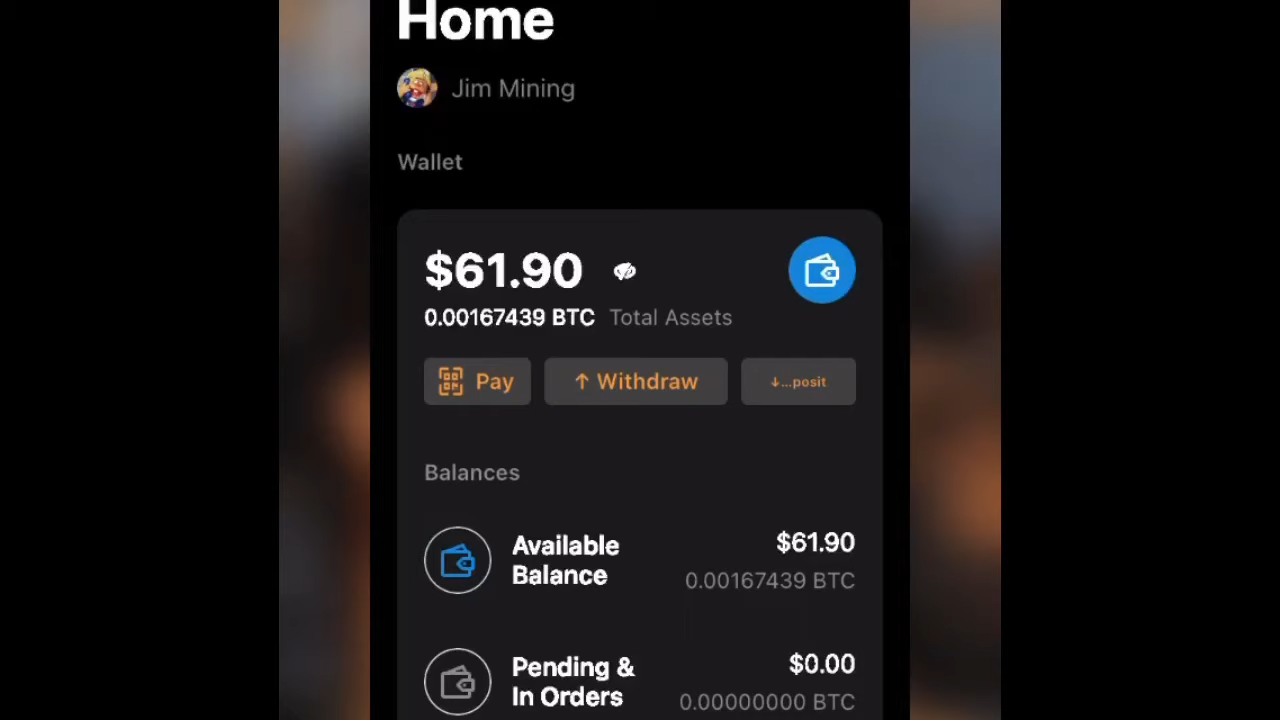 Home
Jim Mining
Wallet
$61.90
0.00167439 BTC Total Assets
Pay ↑ Withdraw ↓...posit
Balances
Available
Balance
$61.90
0.00167439 BTC
Pending &
In Orders
$0.00
0.00000000 BTC